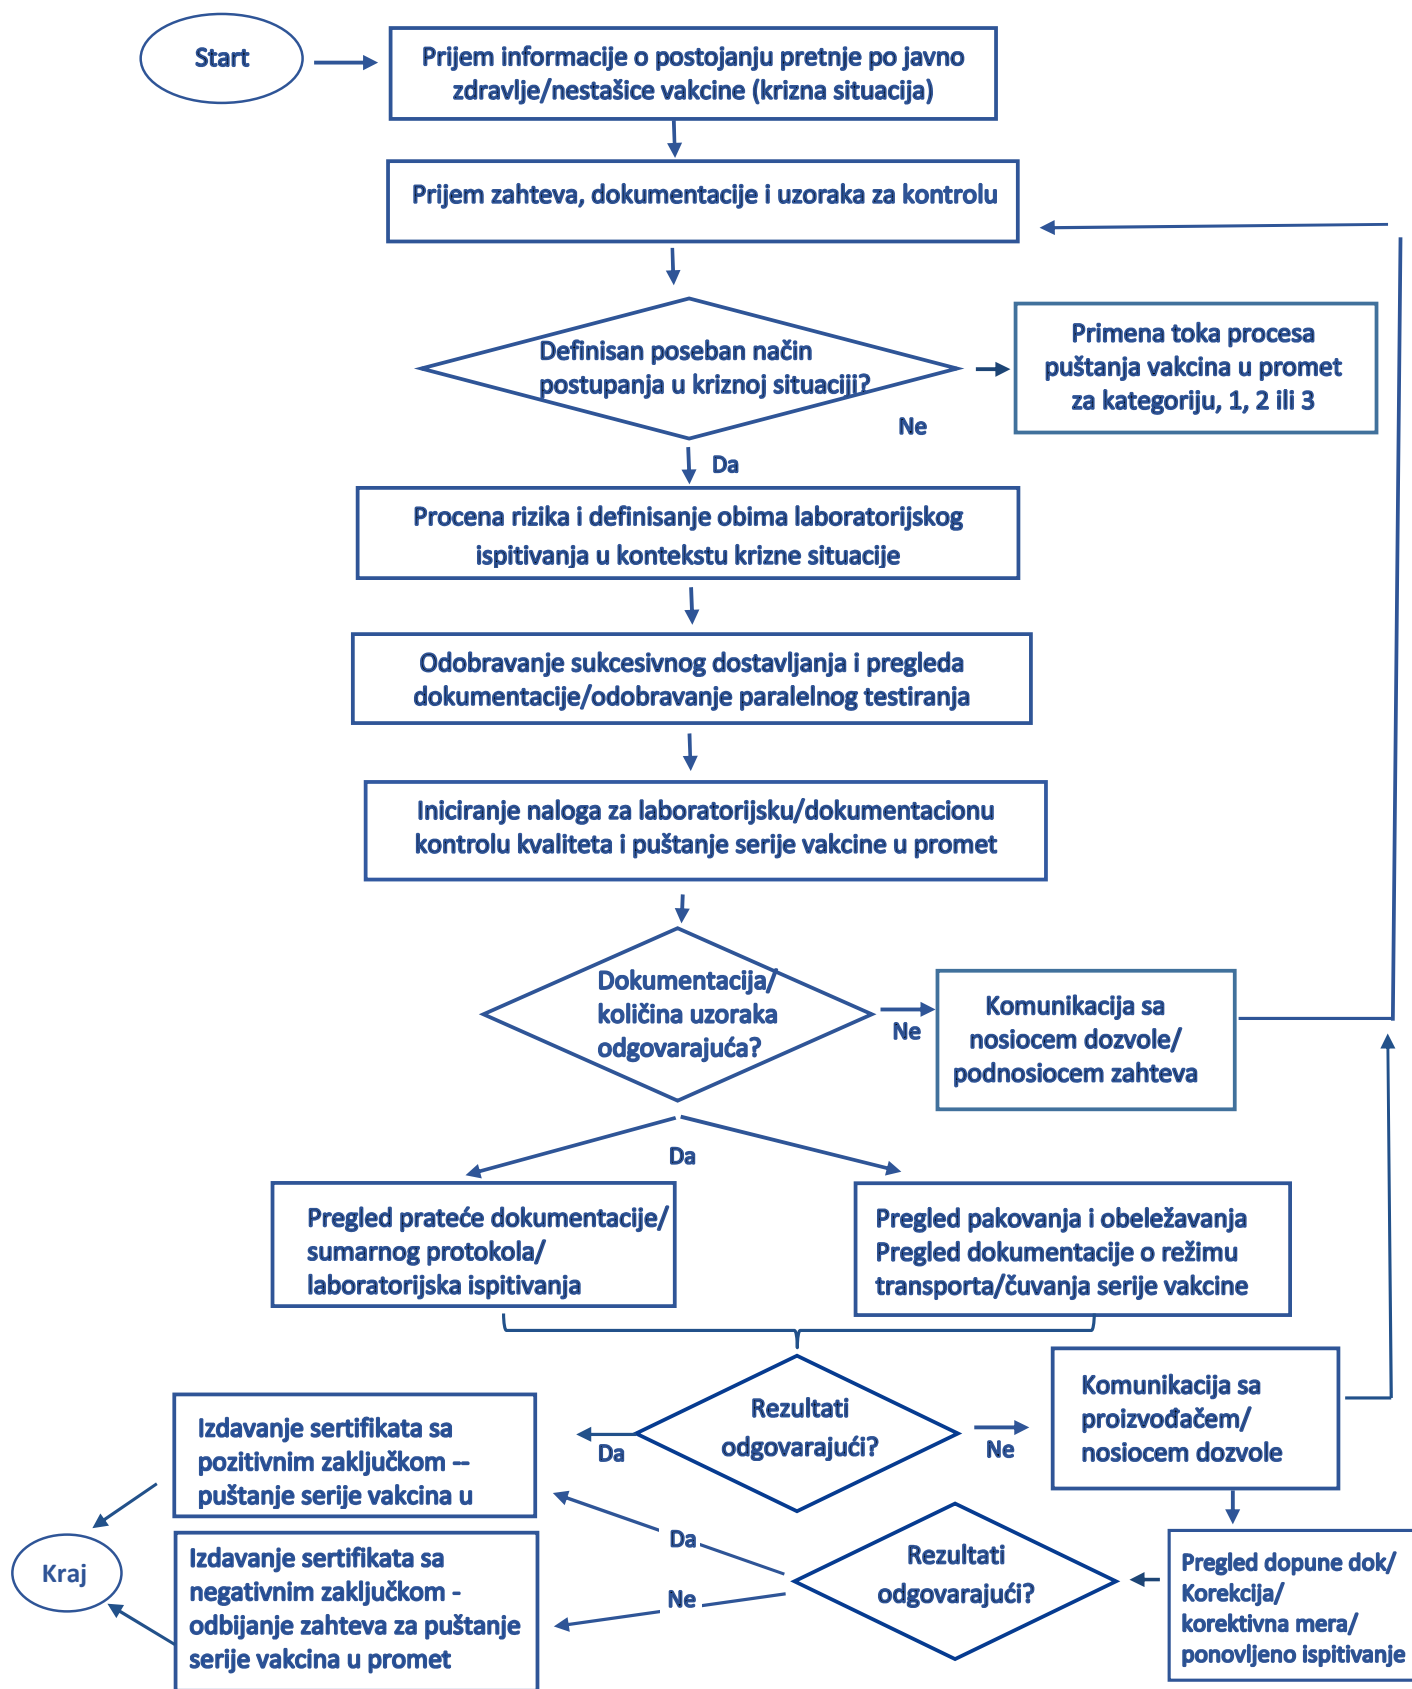 Start
Prijem informacije o postojanju pretnje po javno
zdravlje/nestašice vakcine (krizna situacija)
Prijem zahteva, dokumentacije i uzoraka za kontrolu
Definisan poseban način
postupanja u kriznoj situaciji?
Ne
Primena toka procesa
puštanja vakcina u promet
za kategoriju, 1, 2 ili 3
Da
Procena rizika i definisanje obima laboratorijskog
ispitivanja u kontekstu krizne situacije
Odobravanje sukcesivnog dostavljanja i pregleda
dokumentacije/odobravanje paralelnog testiranja
Iniciranje naloga za laboratorijsku/dokumentacionu
kontrolu kvaliteta i puštanje serije vakcine u promet
Dokumentacija/
količina uzoraka
odgovarajuća?
Ne
Komunikacija sa
nosiocem dozvole/
podnosiocem zahteva
Da
Pregled prateće dokumentacije/
sumarnog protokola/
laboratorijska ispitivanja
Pregled pakovanja i obeležavanja
Pregled dokumentacije o režimu
transporta/čuvanja serije vakcine
Rezultati
odgovarajući?
Da
Ne
Komunikacija sa
proizvođačem/
nosiocem dozvole
Izdavanje sertifikata sa
pozitivnim zaključkom --
puštanje serije vakcina u
Rezultati
odgovarajući?
Da
Ne
Pregled dopune dok/
Korekcija/
korektivna mera/
ponovljeno ispitivanje
Izdavanje sertifikata sa
negativnim zaključkom -
odbijanje zahteva za puštanje
serije vakcina u promet
Kraj